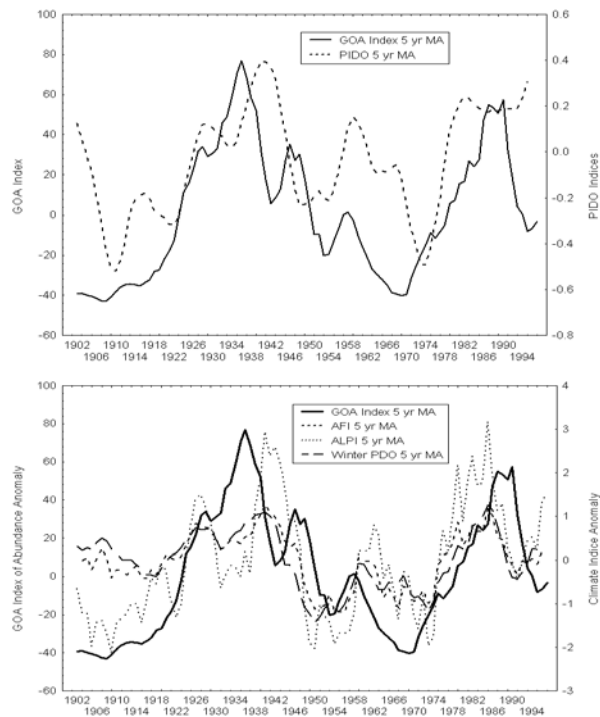 100
80
60
40
20
0
-20
-40
-60
GOA Index
GOA Index 5 yr MA
PIDO 5 yr MA
0.6
0.4
0.2
0.0
-0.2
-0.4
-0.6
-0.8
PIDO Indices
1902 1910 1918 1926 1934 1942 1950 1958 1966 1974 1982 1990
1906 1914 1922 1930 1938 1946 1954 1962 1970 1978 1986 1994
100
80
60
40
20
0
-20
-40
-60
GOA Index of Abundance Anomaly
GOA Index 5 yr MA
AFI 5 yr MA
ALPI 5 yr MA
Winter PDO 5 yr MA
4
3
2
1
0
-1
-2
-3
Climate Indice Anomaly
1902 1910 1918 1926 1934 1942 1950 1958 1966 1974 1982 1990
1906 1914 1922 1930 1938 1946 1954 1962 1970 1978 1986 1994